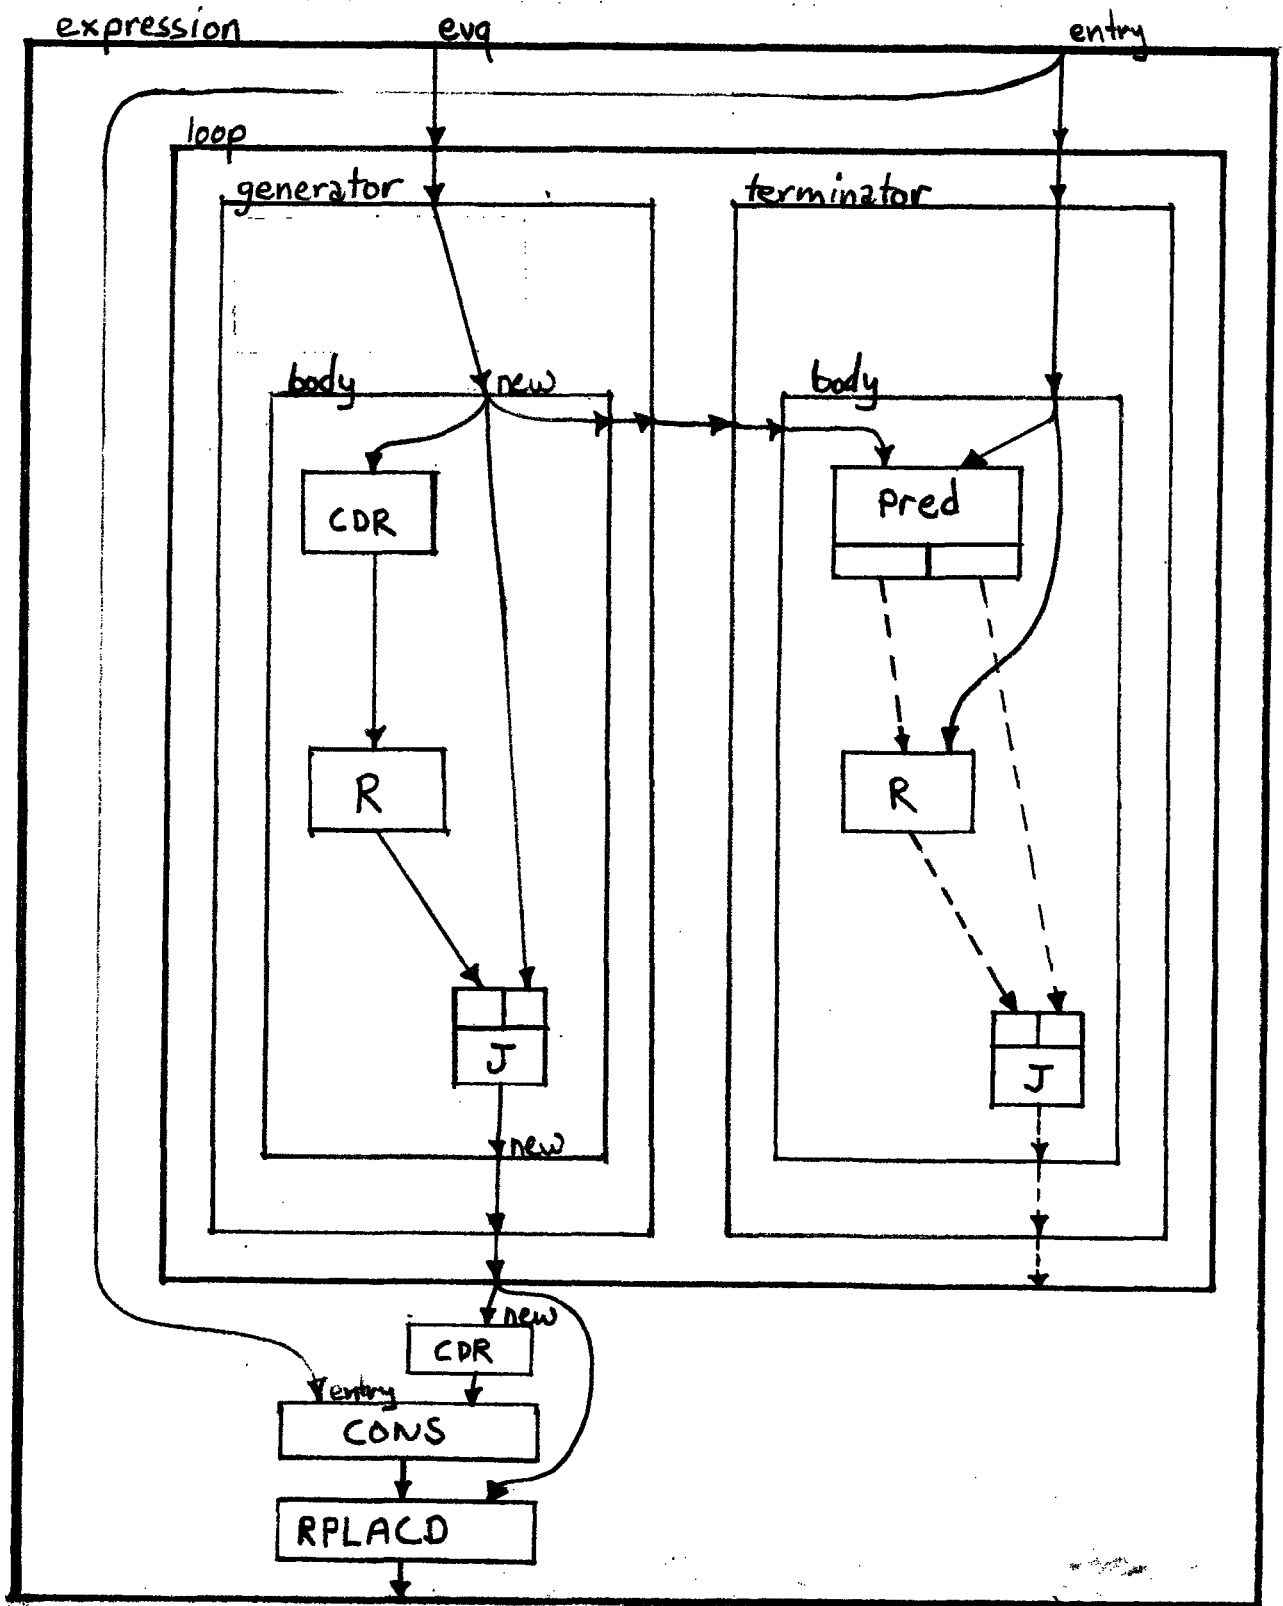 expression evq entry
loop
generator terminator
body new body
CDR Pred
R R
J J
new
new
CDR
entry
CONS
RPLACD